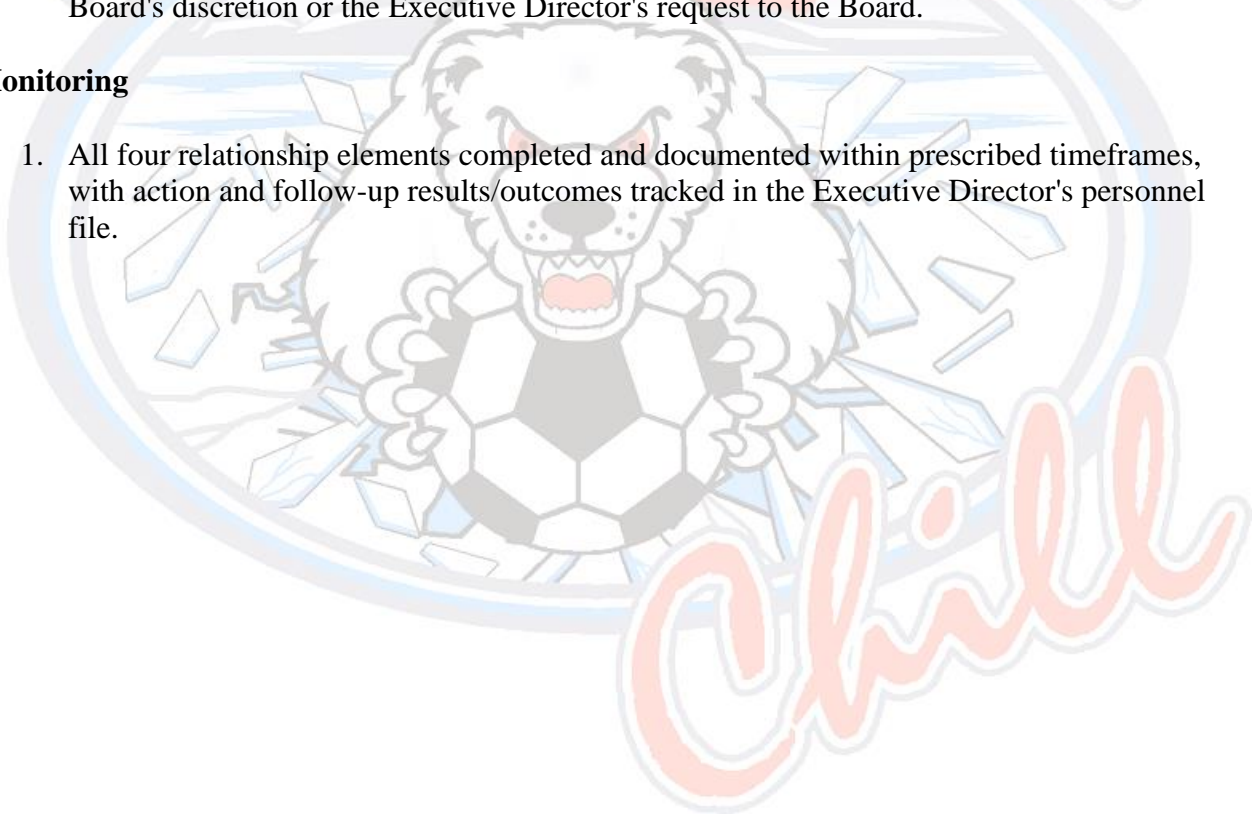 Board's discretion or the Executive Director's request to the Board.
onitoring
1. All four relationship elements completed and documented within prescribed timeframes,
with action and follow-up results/outcomes tracked in the Executive Director's personnel
file.
Chill